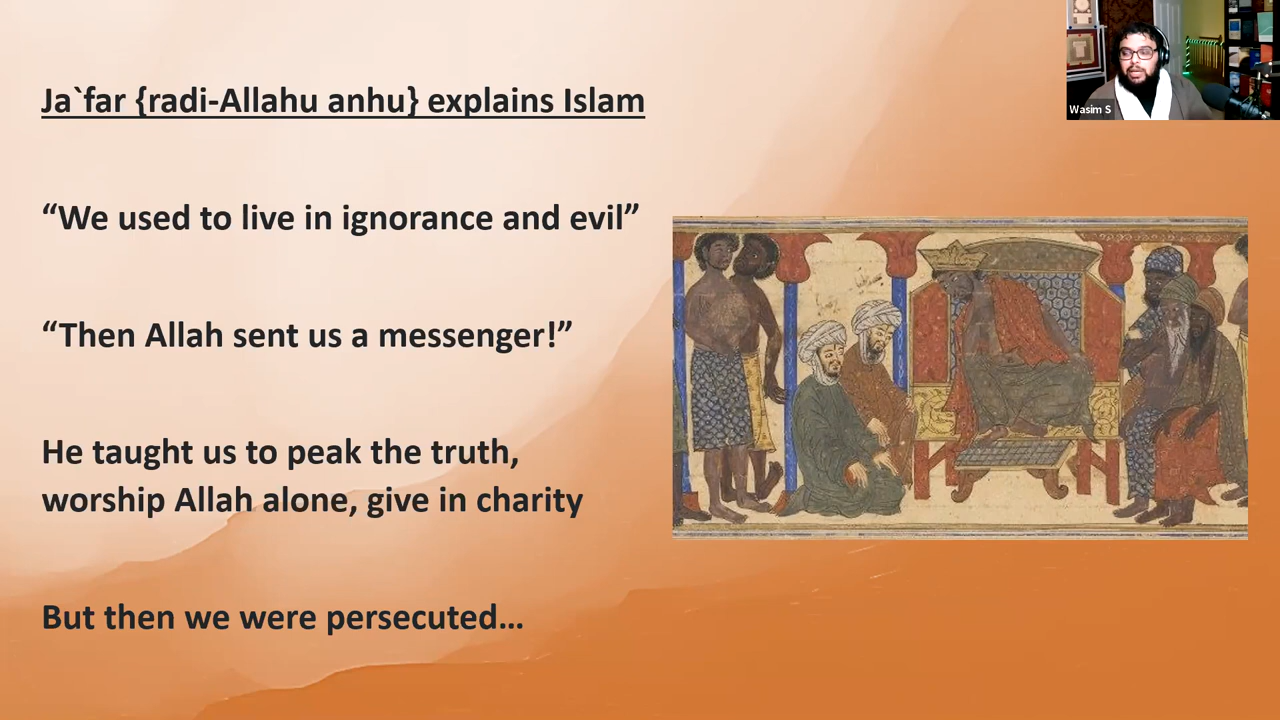 Ja`far {radi-Allahu anhu} explains Islam
“We used to live in ignorance and evil”
“Then Allah sent us a messenger!”
He taught us to peak the truth,
worship Allah alone, give in charity
But then we were persecuted…
Wasim S